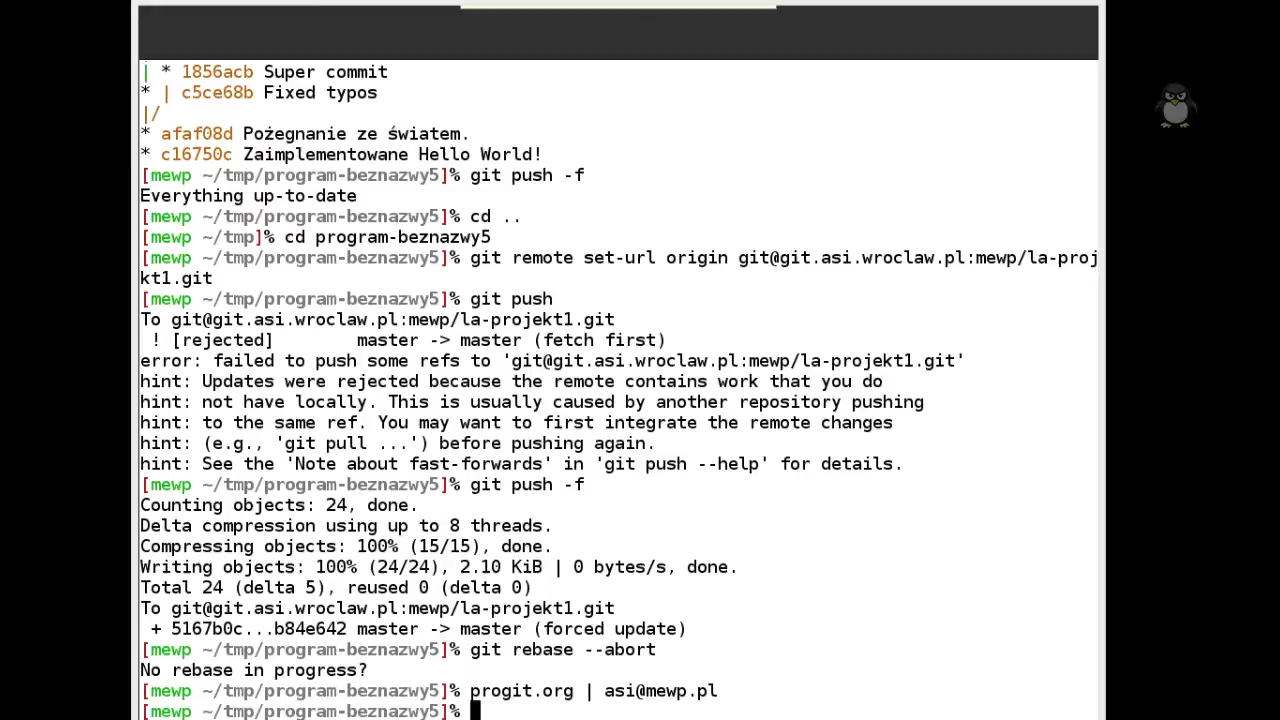 | * 1856acb Super commit
* | c5ce68b Fixed typos
|/
* afaf08d Pożegnanie ze światem.
* c16750c Zaimplementowane Hello World!
[mewp ~/tmp/program-beznazwy5]% git push -f
Everything up-to-date
[mewp ~/tmp/program-beznazwy5]% cd ..
[mewp ~/tmp]% cd program-beznazwy5
[mewp ~/tmp/program-beznazwy5]% git remote set-url origin git@git.asi.wroclaw.pl:mewp/la-proj
kt1.git
[mewp ~/tmp/program-beznazwy5]% git push
To git@git.asi.wroclaw.pl:mewp/la-projekt1.git
 ! [rejected]        master -> master (fetch first)
error: failed to push some refs to 'git@git.asi.wroclaw.pl:mewp/la-projekt1.git'
hint: Updates were rejected because the remote contains work that you do
hint: not have locally. This is usually caused by another repository pushing
hint: to the same ref. You may want to first integrate the remote changes
hint: (e.g., 'git pull ...') before pushing again.
hint: See the 'Note about fast-forwards' in 'git push --help' for details.
[mewp ~/tmp/program-beznazwy5]% git push -f
Counting objects: 24, done.
Delta compression using up to 8 threads.
Compressing objects: 100% (15/15), done.
Writing objects: 100% (24/24), 2.10 KiB | 0 bytes/s, done.
Total 24 (delta 5), reused 0 (delta 0)
To git@git.asi.wroclaw.pl:mewp/la-projekt1.git
 + 5167b0c...b84e642 master -> master (forced update)
[mewp ~/tmp/program-beznazwy5]% git rebase --abort
No rebase in progress?
[mewp ~/tmp/program-beznazwy5]% progit.org | asi@mewp.pl
[mewp ~/tmp/program-beznazwy5]%